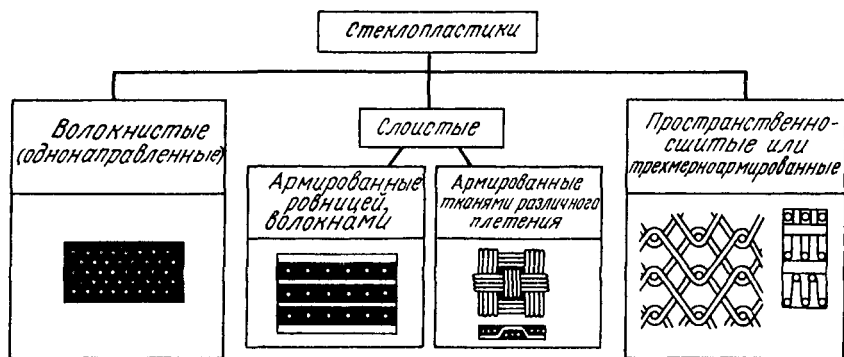 Стеклопластики
Волокнистые
(однонаправленные)
Слоистые
Армированные
ровницей,
волокнами
Армированные
тканями различного
плетения
Пространственно-
сшитые или
трехмерноармированные